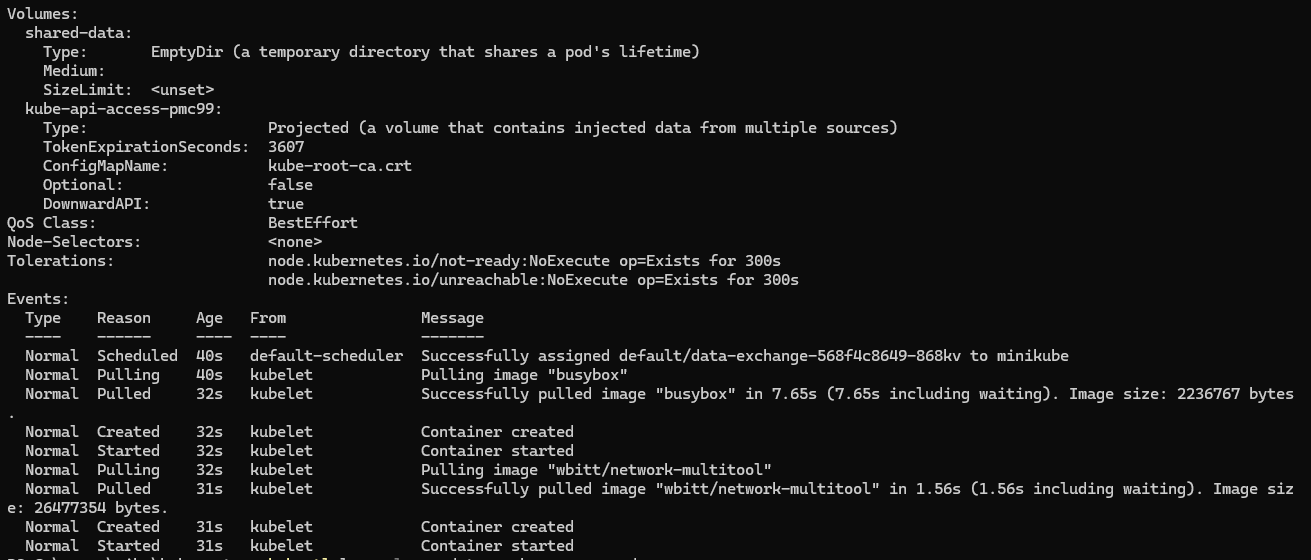 Volumes:
  shared-data:
    Type:       EmptyDir (a temporary directory that shares a pod's lifetime)
    Medium:
    SizeLimit:  <unset>
  kube-api-access-pmc99:
    Type:                    Projected (a volume that contains injected data from multiple sources)
    TokenExpirationSeconds:  3607
    ConfigMapName:           kube-root-ca.crt
    Optional:                false
    DownwardAPI:             true
QoS Class:                   BestEffort
Node-Selectors:              <none>
Tolerations:                 node.kubernetes.io/not-ready:NoExecute op=Exists for 300s
                             node.kubernetes.io/unreachable:NoExecute op=Exists for 300s
Events:
  Type    Reason     Age   From               Message
  ----    ------     ----  ----               -------
  Normal  Scheduled  40s   default-scheduler  Successfully assigned default/data-exchange-568f4c8649-868kv to minikube
  Normal  Pulling    40s   kubelet            Pulling image "busybox"
  Normal  Pulled     32s   kubelet            Successfully pulled image "busybox" in 7.65s (7.65s including waiting). Image size: 2236767 bytes
.
  Normal  Created    32s   kubelet            Container created
  Normal  Started    32s   kubelet            Container started
  Normal  Pulling    32s   kubelet            Pulling image "wbitt/network-multitool"
  Normal  Pulled     31s   kubelet            Successfully pulled image "wbitt/network-multitool" in 1.56s (1.56s including waiting). Image siz
e: 26477354 bytes.
  Normal  Created    31s   kubelet            Container created
  Normal  Started    31s   kubelet            Container started